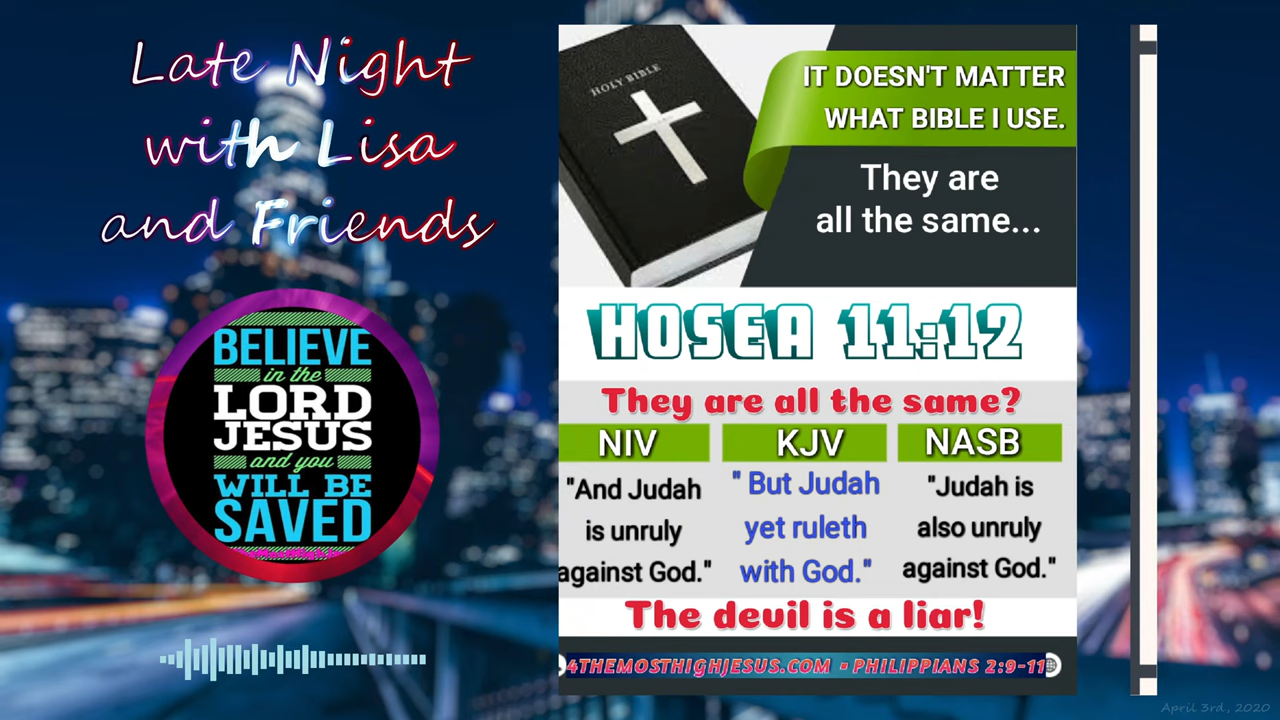 Late Night
with Lisa
and Friends
BELIEVE
in the
LORD
JESUS
and you
WILL BE
SAVED
HOLY BIBLE
IT DOESN'T MATTER
WHAT BIBLE I USE.
They are
all the same...
HOSEA 11:12
They are all the same?
NIV
"And Judah
is unruly
against God."
KJV
" But Judah
yet ruleth
with God."
NASB
"Judah is
also unruly
against God."
The devil is a liar!
4THEMOSTHIGHJESUS.COM • PHILIPPIANS 2:9-11
April 3rd, 2020